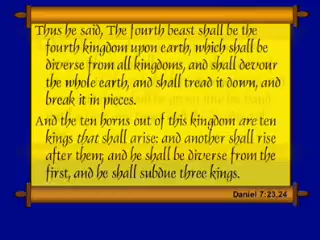 Thus he said, The fourth beast shall be the
fourth kingdom upon earth, which shall be
diverse from all kingdoms, and shall devour
the whole earth, and shall tread it down, and
break it in pieces.
And the ten horns out of this kingdom are ten
kings that shall arise: and another shall rise
after them; and he shall be diverse from the
first, and he shall subdue three kings.
Daniel 7:23,24